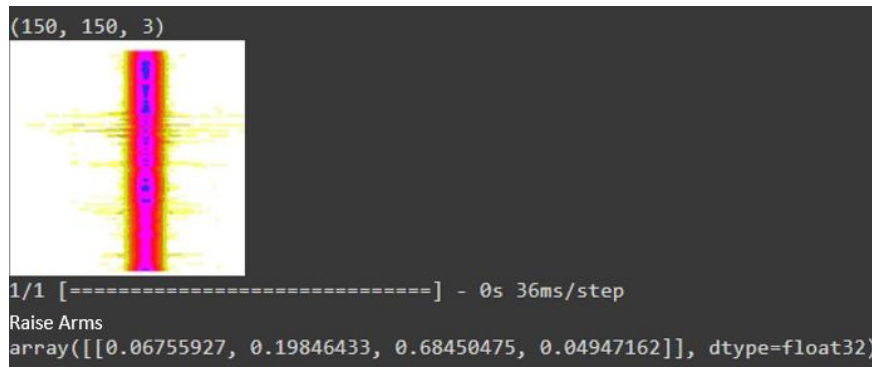 (150, 150, 3)
1/1 [==============================] - 0s 36ms/step
Raise Arms
array([[0.06755927, 0.19846433, 0.68450475, 0.04947162]], dtype=float32)